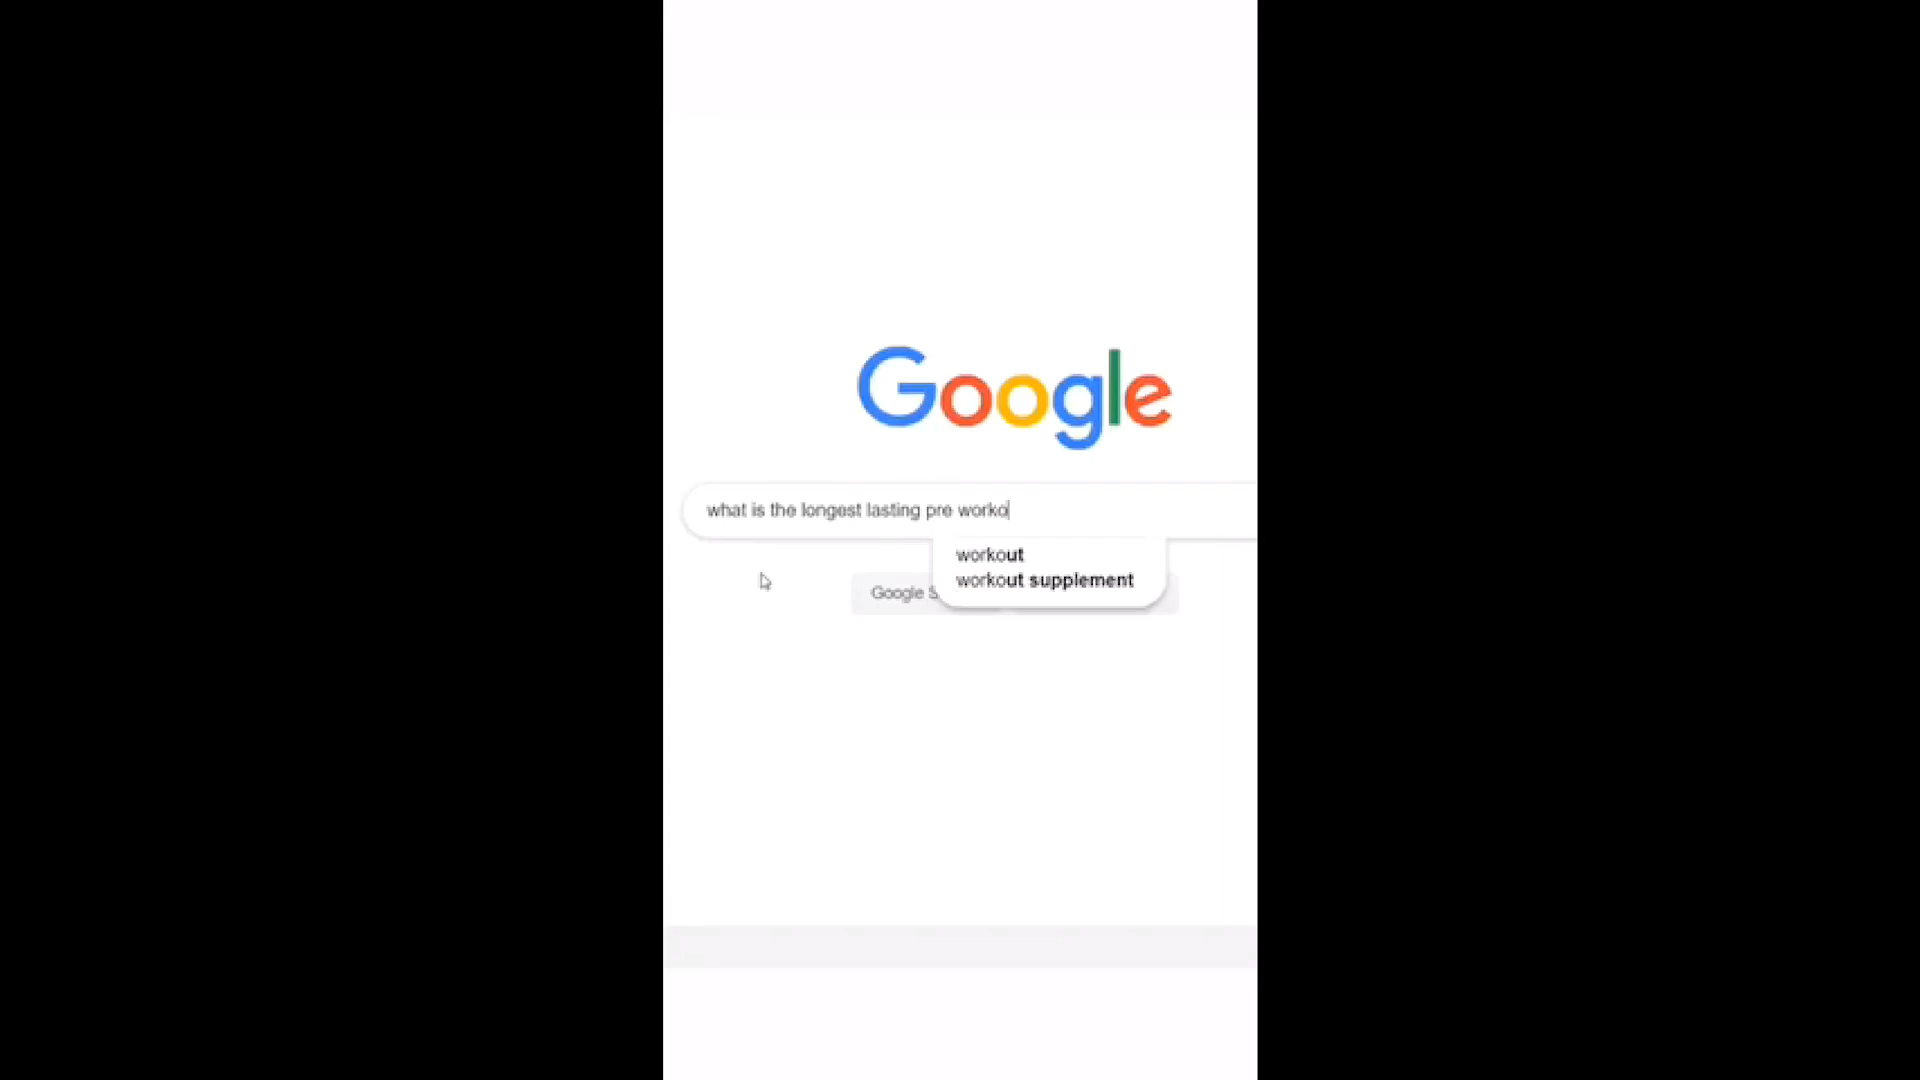 Google
what is the longest lasting pre worko
workout
workout supplement
Google S